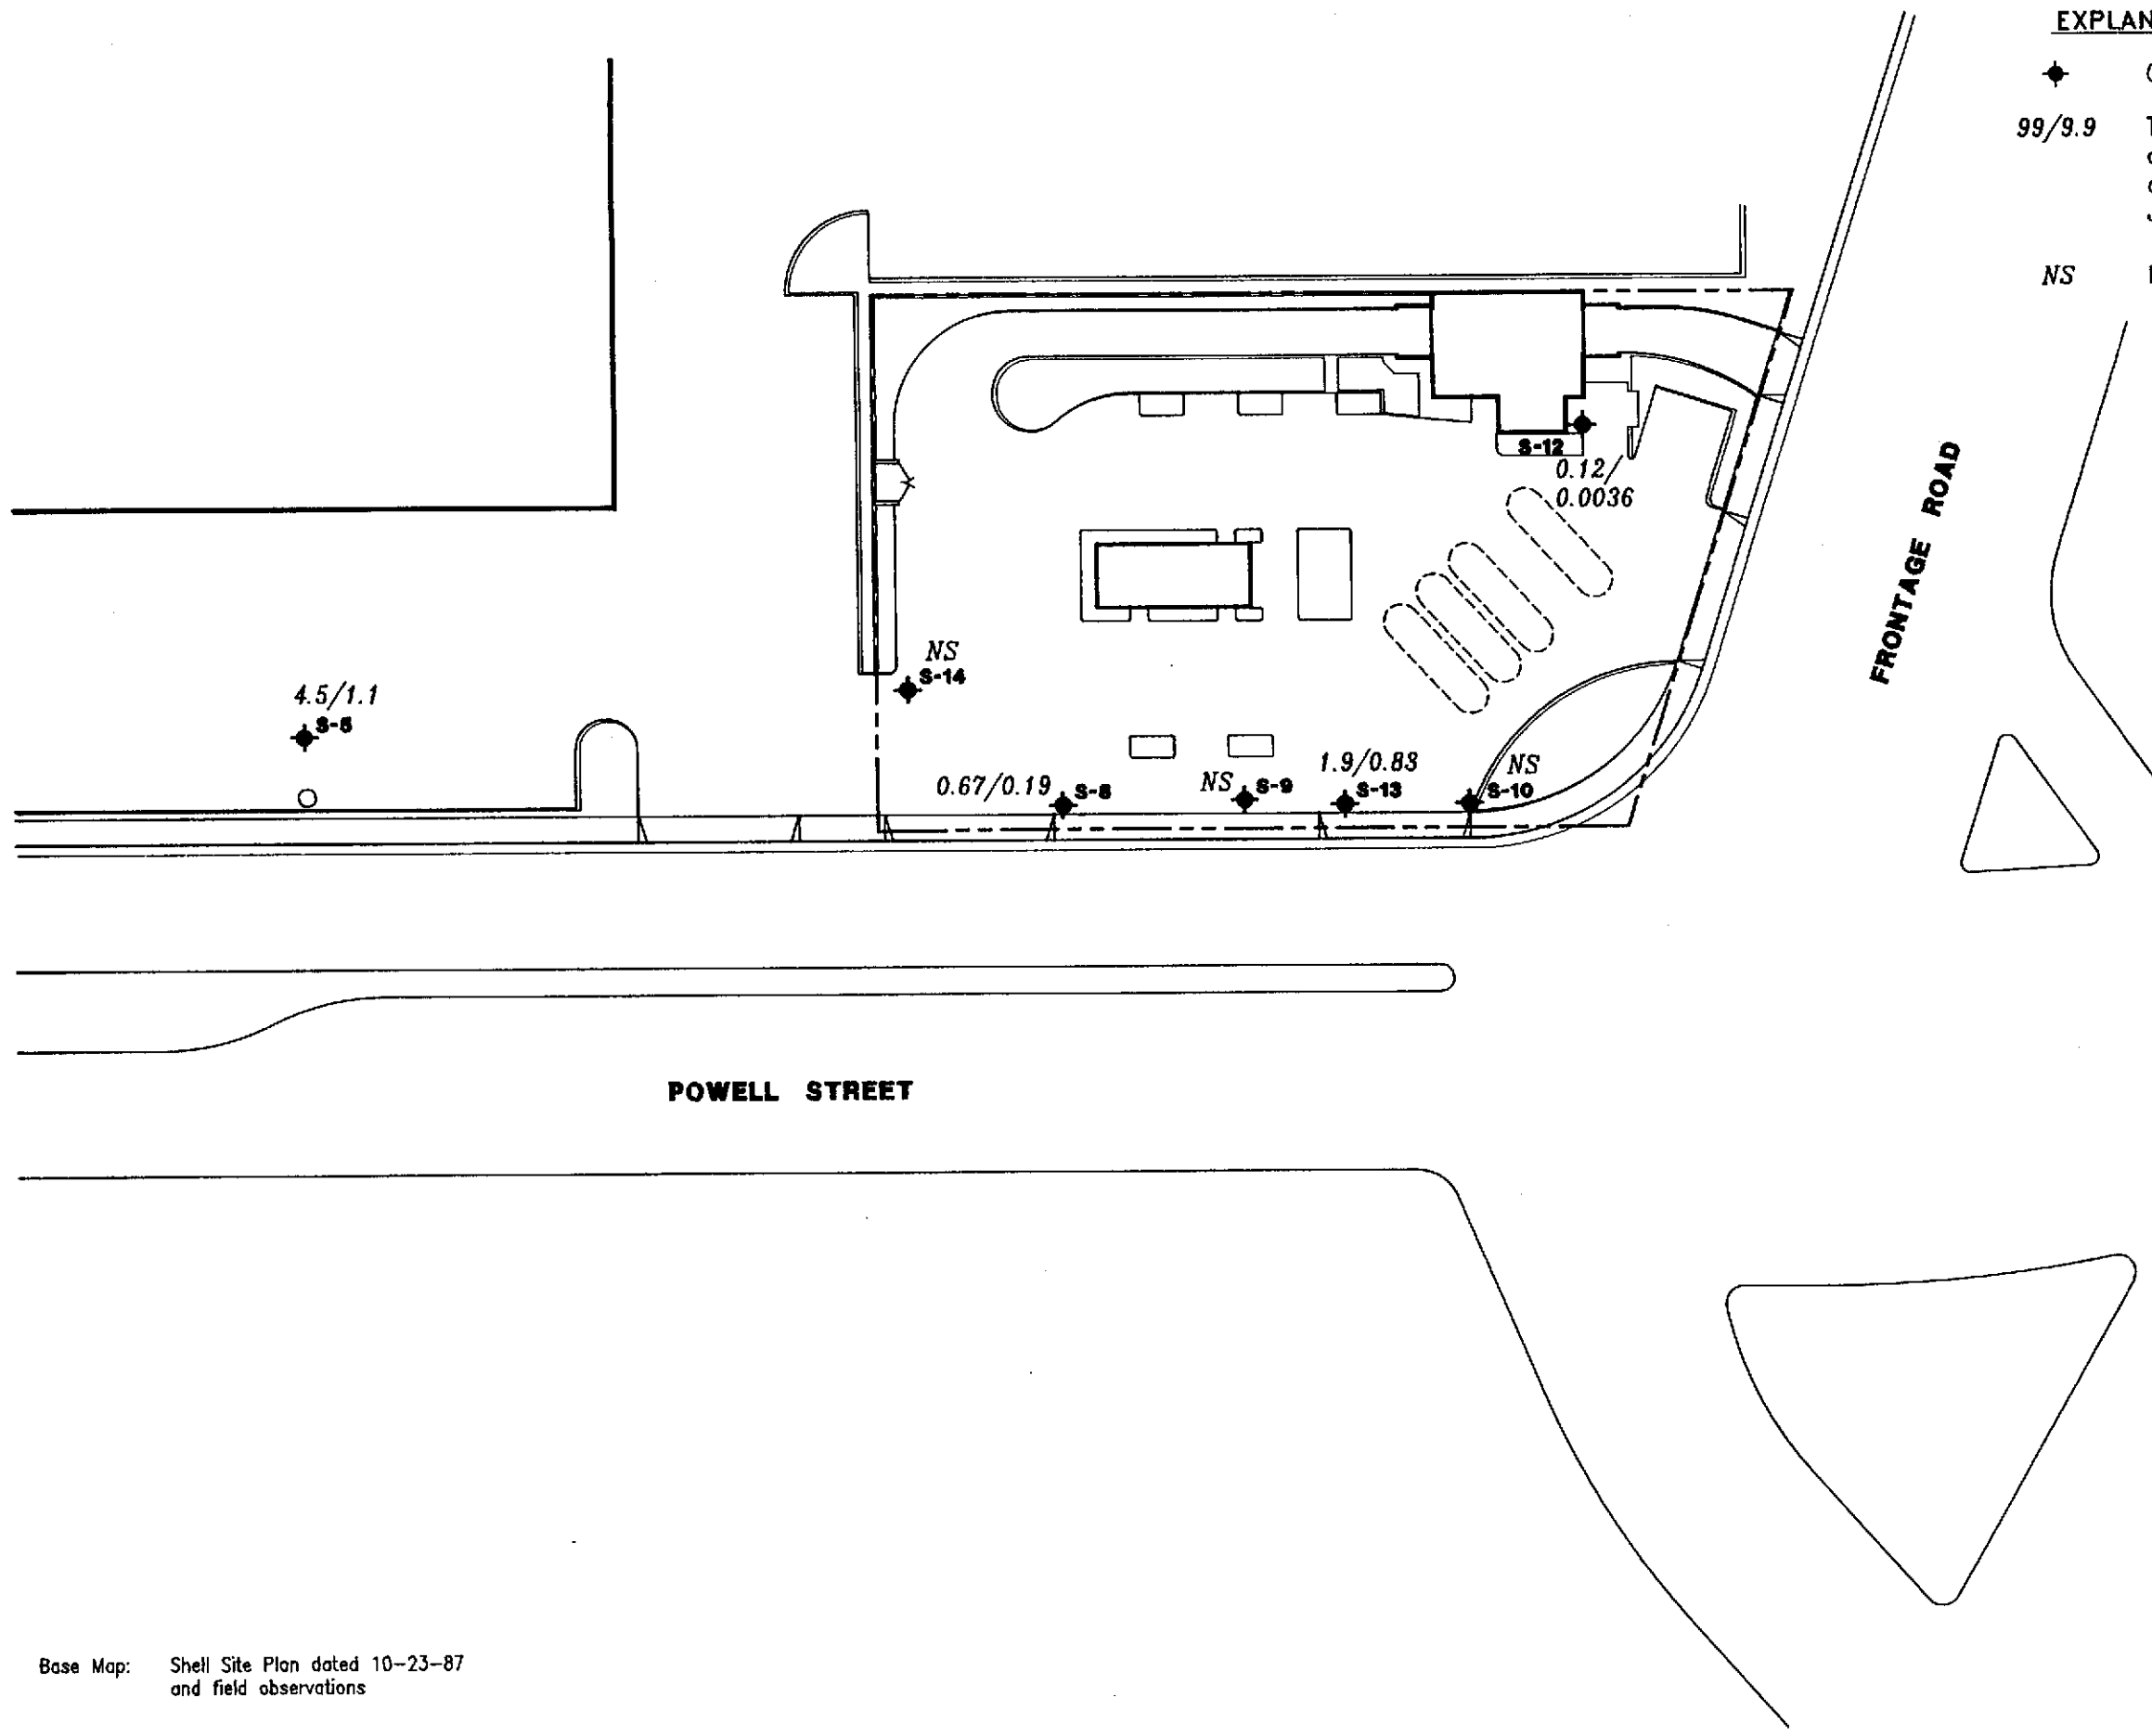 EXPLAN
99/9.9
NS
S-12
0.12/
0.0036
FRONTAGE ROAD
NS
S-14
4.5/1.1
S-5
0.67/0.19
S-8
NS
S-9
1.9/0.83
S-13
NS
S-10
POWELL STREET
Base Map: Shell Site Plan dated 10-23-87
and field observations